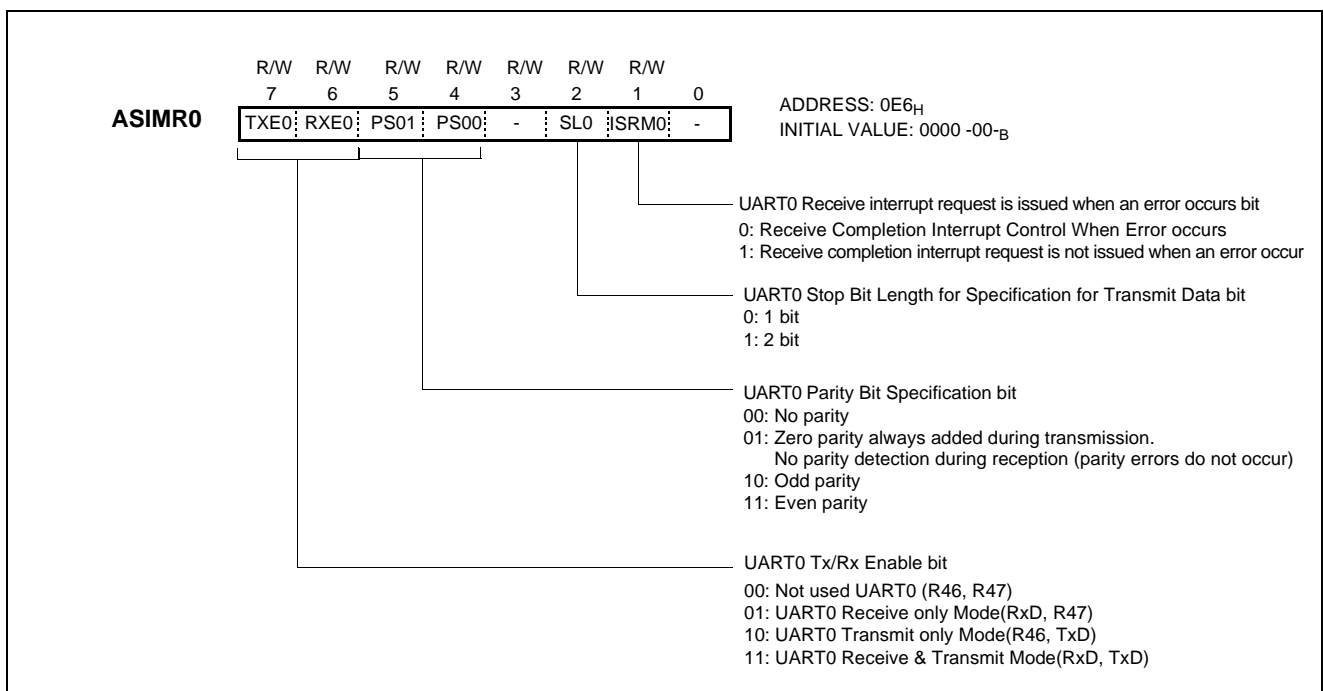 R/W R/W R/W R/W R/W R/W R/W
7 6 5 4 3 2 1 0
ASIMR0 TXE0 RXE0 PS01 PS00 - SL0 ISRM0 -
ADDRESS: 0E6H
INITIAL VALUE: 0000 -00-B
UART0 Receive interrupt request is issued when an error occurs bit
0: Receive Completion Interrupt Control When Error occurs
1: Receive completion interrupt request is not issued when an error occur
UART0 Stop Bit Length for Specification for Transmit Data bit
0: 1 bit
1: 2 bit
UART0 Parity Bit Specification bit
00: No parity
01: Zero parity always added during transmission.
No parity detection during reception (parity errors do not occur)
10: Odd parity
11: Even parity
UART0 Tx/Rx Enable bit
00: Not used UART0 (R46, R47)
01: UART0 Receive only Mode(RxD, R47)
10: UART0 Transmit only Mode(R46, TxD)
11: UART0 Receive & Transmit Mode(RxD, TxD)